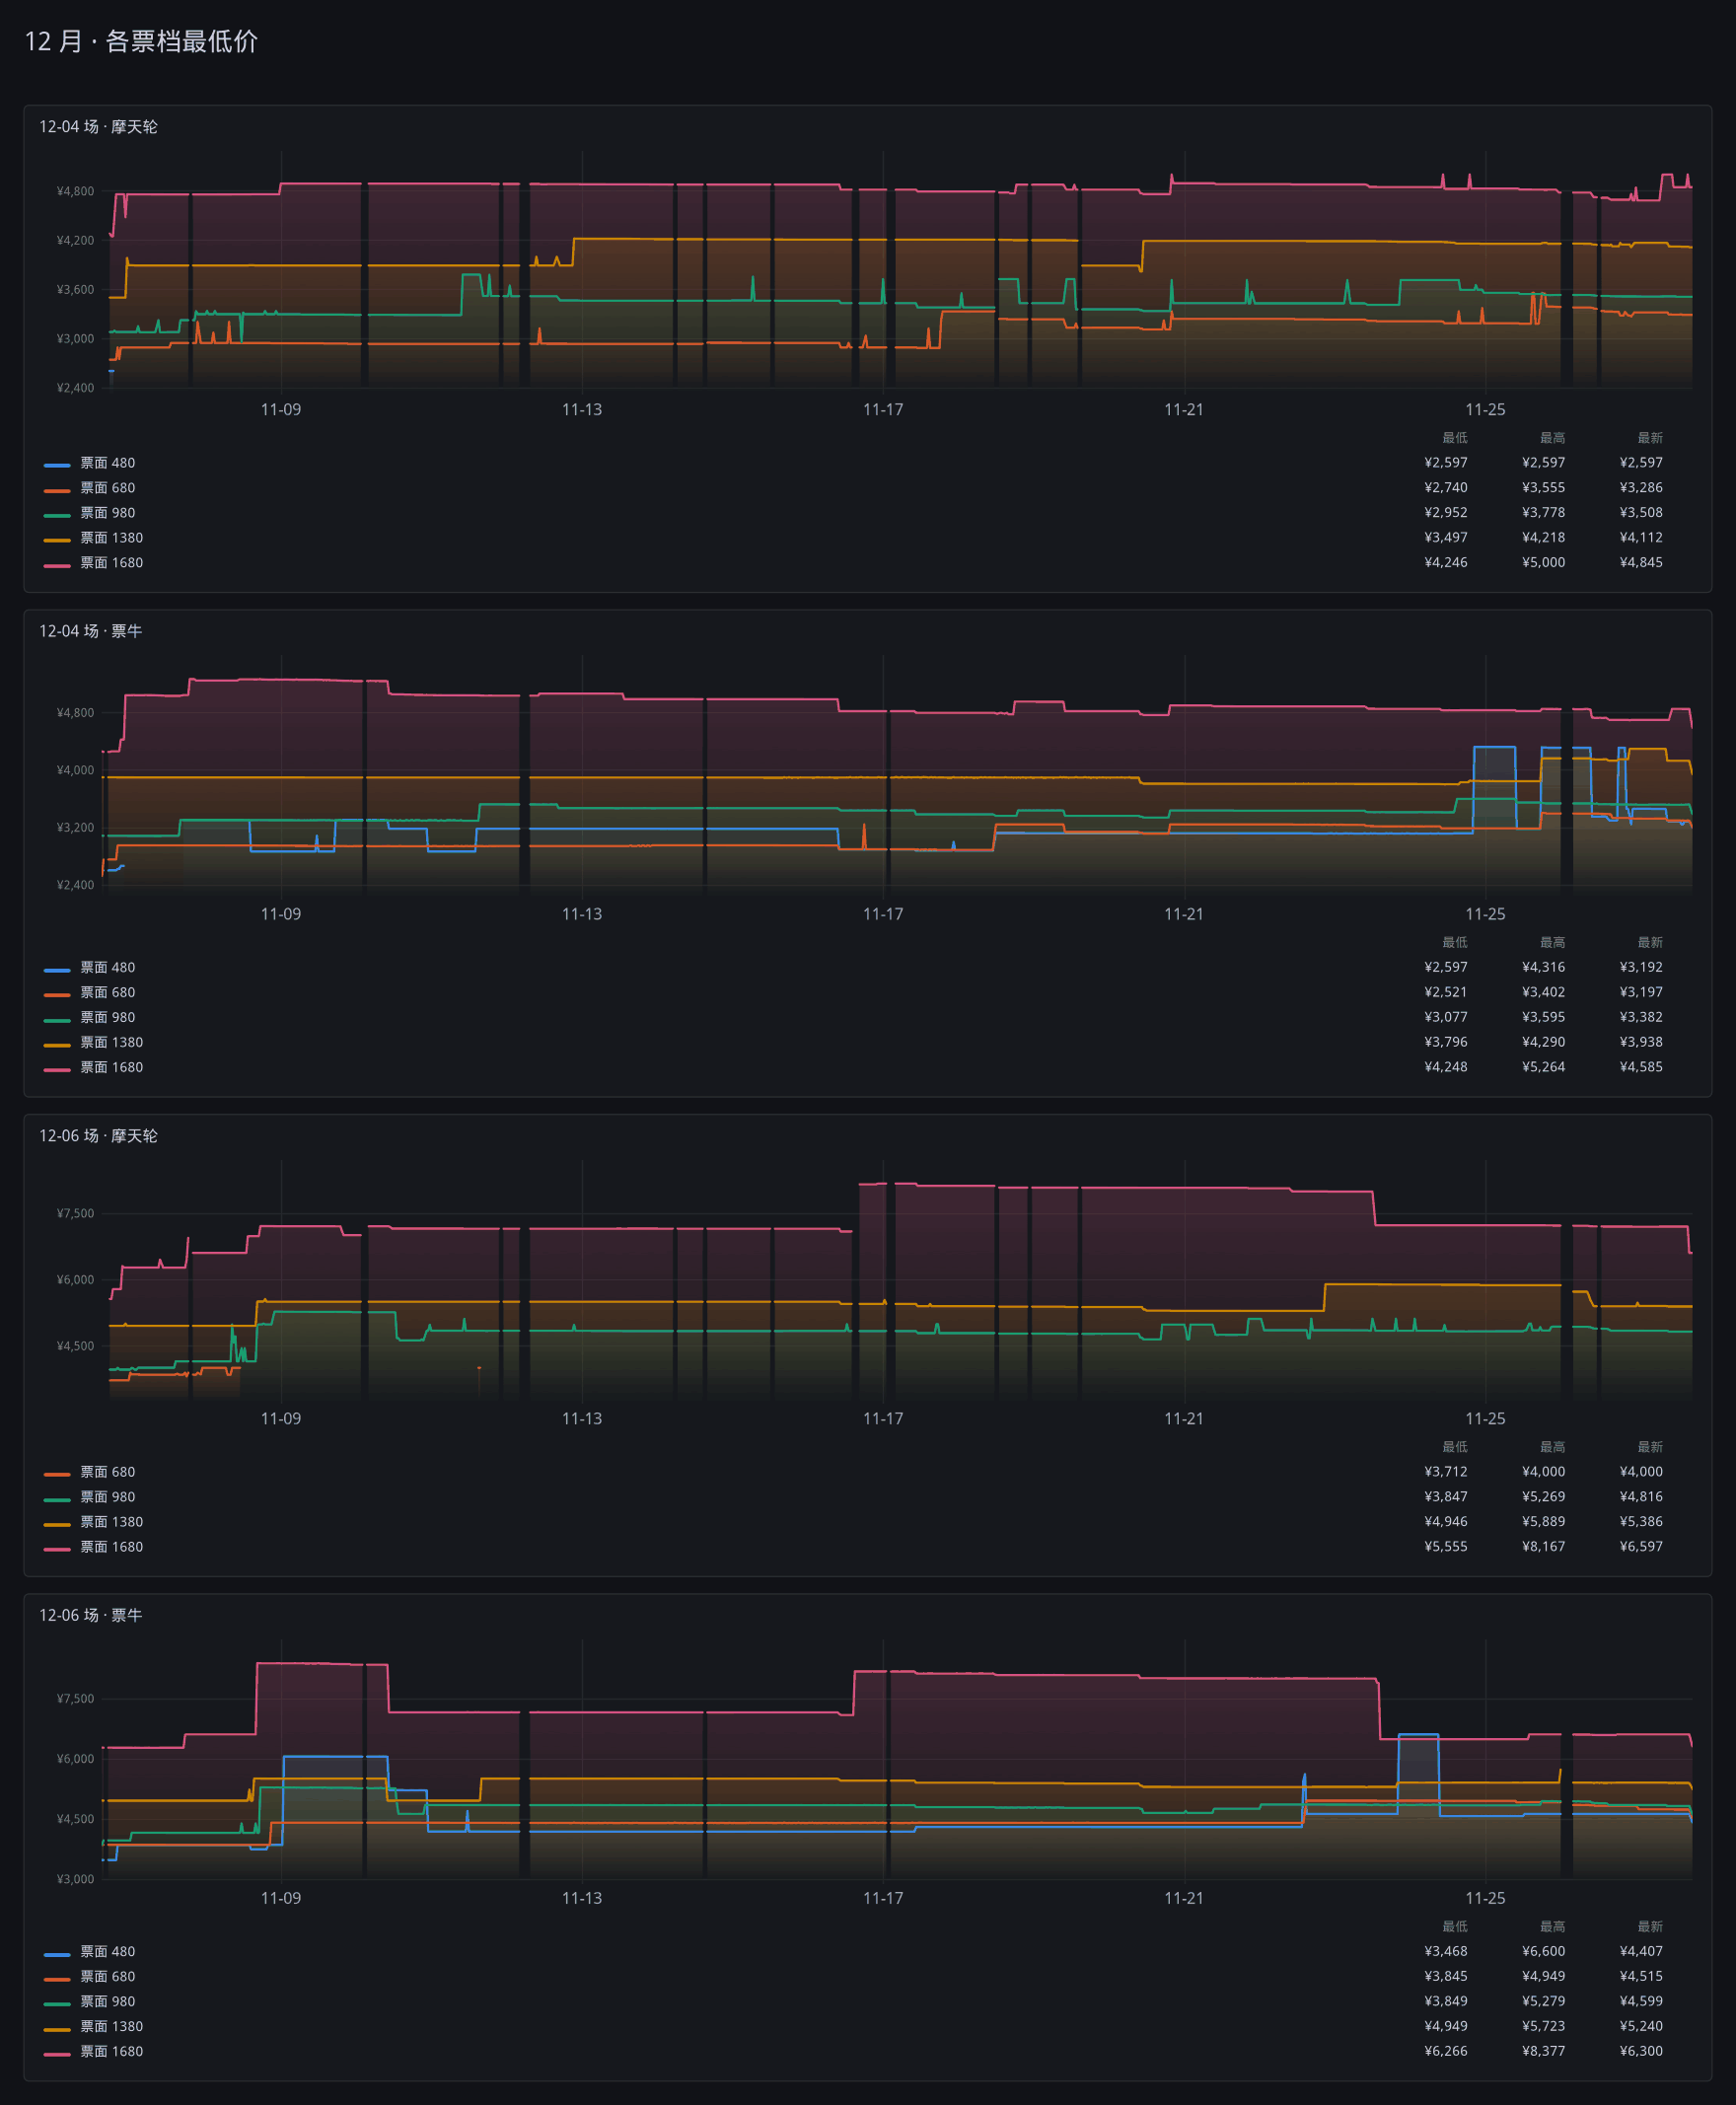 12 月 · 各票档最低价
12-04 场 · 摩天轮
¥4,800
¥4,200
¥3,600
¥3,000
¥2,400
11-09 11-13 11-17 11-21 11-25
最低 最高 最新
票面 480 ¥2,597 ¥2,597 ¥2,597
票面 680 ¥2,740 ¥3,555 ¥3,286
票面 980 ¥2,952 ¥3,778 ¥3,508
票面 1380 ¥3,497 ¥4,218 ¥4,112
票面 1680 ¥4,246 ¥5,000 ¥4,845
12-04 场 · 票牛
¥4,800
¥4,000
¥3,200
¥2,400
11-09 11-13 11-17 11-21 11-25
最低 最高 最新
票面 480 ¥2,597 ¥4,316 ¥3,192
票面 680 ¥2,521 ¥3,402 ¥3,197
票面 980 ¥3,077 ¥3,595 ¥3,382
票面 1380 ¥3,796 ¥4,290 ¥3,938
票面 1680 ¥4,248 ¥5,264 ¥4,585
12-06 场 · 摩天轮
¥7,500
¥6,000
¥4,500
11-09 11-13 11-17 11-21 11-25
最低 最高 最新
票面 680 ¥3,712 ¥4,000 ¥4,000
票面 980 ¥3,847 ¥5,269 ¥4,816
票面 1380 ¥4,946 ¥5,889 ¥5,386
票面 1680 ¥5,555 ¥8,167 ¥6,597
12-06 场 · 票牛
¥7,500
¥6,000
¥4,500
¥3,000
11-09 11-13 11-17 11-21 11-25
最低 最高 最新
票面 480 ¥3,468 ¥6,600 ¥4,407
票面 680 ¥3,845 ¥4,949 ¥4,515
票面 980 ¥3,849 ¥5,279 ¥4,599
票面 1380 ¥4,949 ¥5,723 ¥5,240
票面 1680 ¥6,266 ¥8,377 ¥6,300